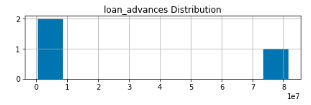 loan_advances Distribution
2
1
0
0 1 2 3 4 5 6 7 8
1e7